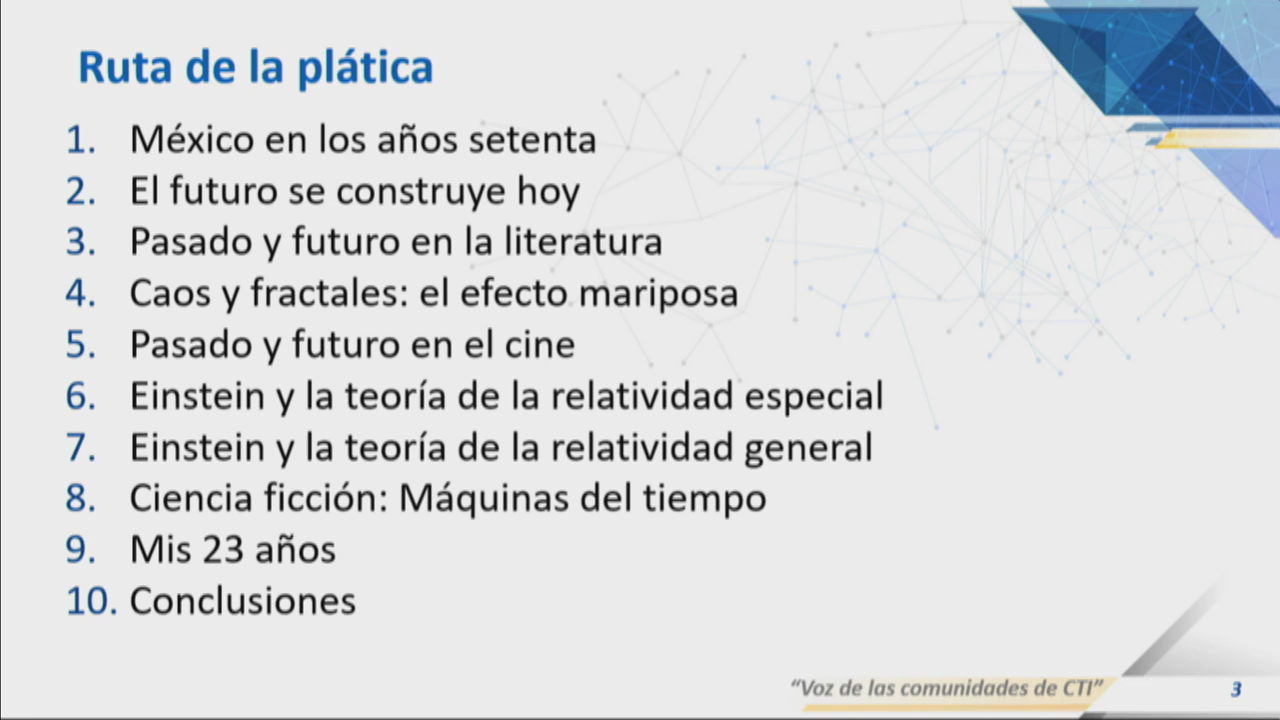 Ruta de la plática
1. México en los años setenta
2. El futuro se construye hoy
3. Pasado y futuro en la literatura
4. Caos y fractales: el efecto mariposa
5. Pasado y futuro en el cine
6. Einstein y la teoría de la relatividad especial
7. Einstein y la teoría de la relatividad general
8. Ciencia ficción: Máquinas del tiempo
9. Mis 23 años
10. Conclusiones
“Voz de las comunidades de CTI”
3